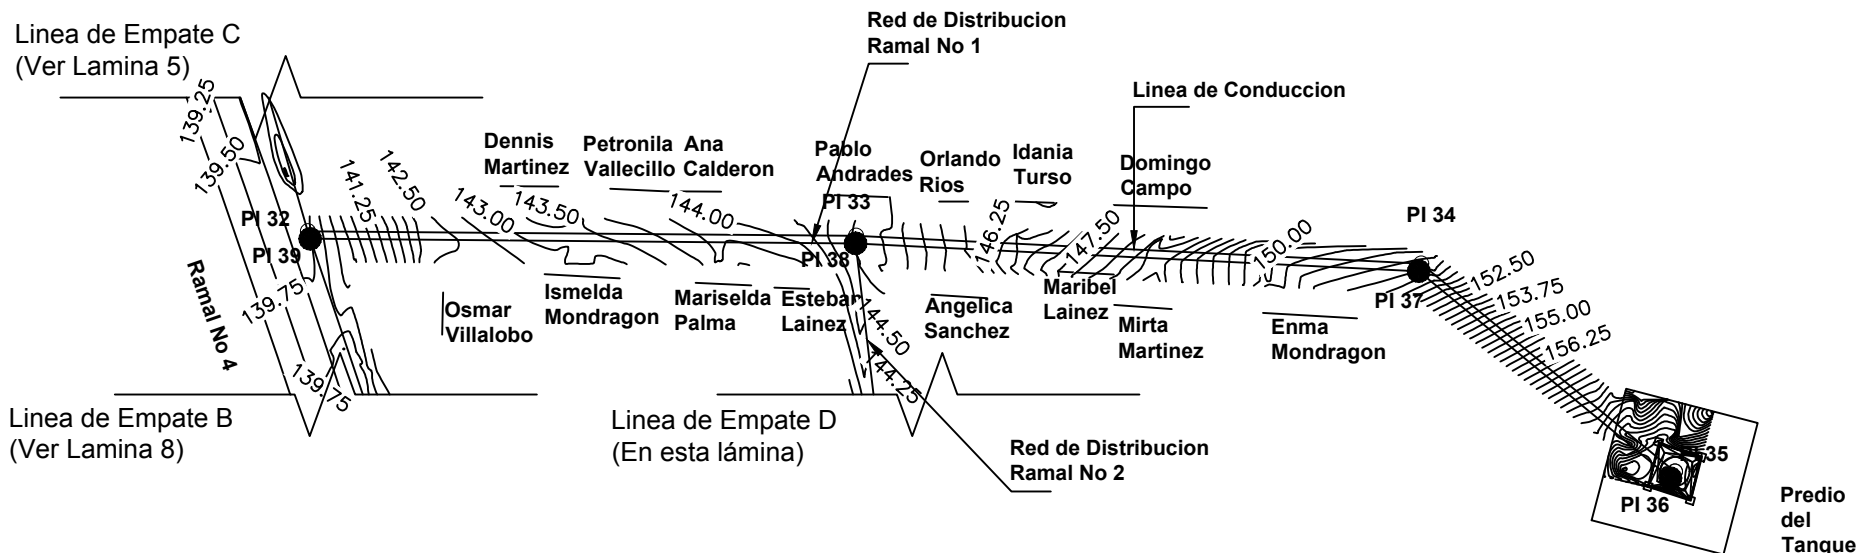 Linea de Empate C
(Ver Lamina 5)
Red de Distribucion
Ramal No 1
Linea de Conduccion
139.25
139.50
141.25
142.50
Dennis
Martinez
Petronila
Vallecillo
Ana
Calderon
Pablo
Andrades
Orlando
Rios
Idania
Turso
Domingo
Campo
PI 32
PI 39
143.00
143.50
144.00
PI 33
PI 38
146.25
147.50
150.00
PI 34
PI 37
152.50
153.75
155.00
156.25
Ramal No 4
139.75
139.75
Osmar
Villalobo
Ismelda
Mondragon
Mariselda
Palma
Esteban
Lainez
144.50
144.25
Angelica
Sanchez
Maribel
Lainez
Mirta
Martinez
Enma
Mondragon
Linea de Empate B
(Ver Lamina 8)
Linea de Empate D
(En esta lámina)
Red de Distribucion
Ramal No 2
PI 35
PI 36
Predio
del
Tanque